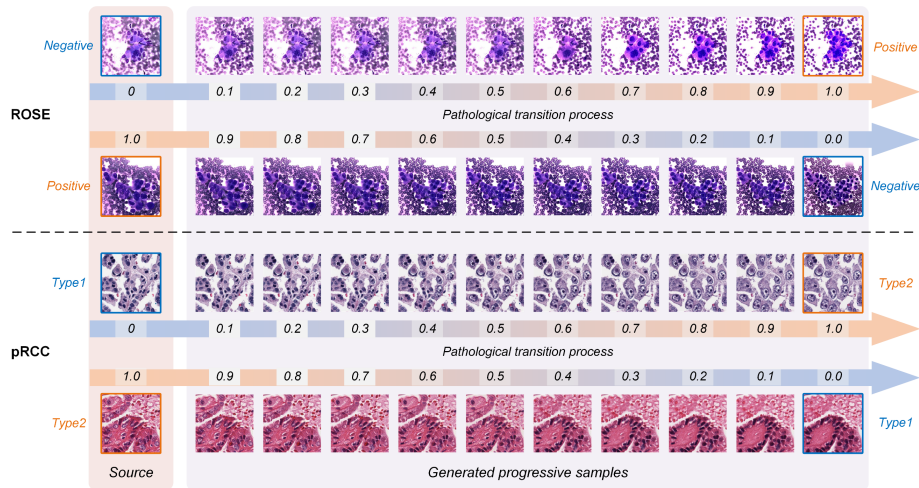 Negative
Positive
0 0.1 0.2 0.3 0.4 0.5 0.6 0.7 0.8 0.9 1.0
ROSE
Pathological transition process
1.0 0.9 0.8 0.7 0.6 0.5 0.4 0.3 0.2 0.1 0.0
Positive
Negative
Type1
Type2
0 0.1 0.2 0.3 0.4 0.5 0.6 0.7 0.8 0.9 1.0
pRCC
Pathological transition process
1.0 0.9 0.8 0.7 0.6 0.5 0.4 0.3 0.2 0.1 0.0
Type2
Type1
Source
Generated progressive samples